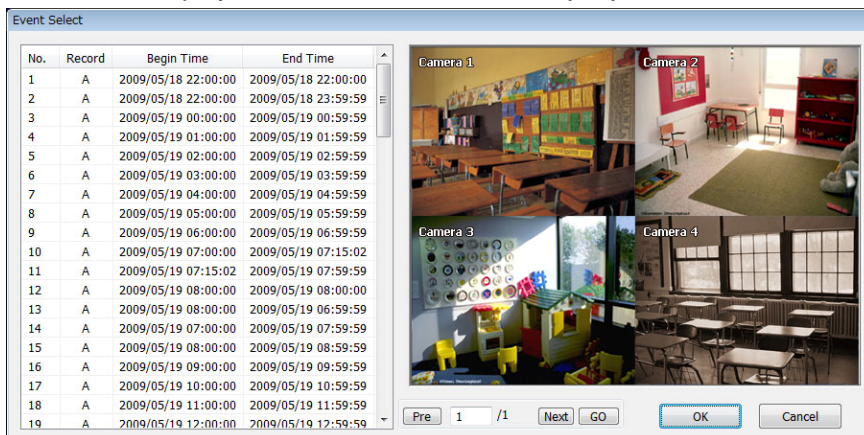 Event Select
No. Record Begin Time End Time
1 A 2009/05/18 22:00:00 2009/05/18 22:00:00
2 A 2009/05/18 22:00:00 2009/05/18 23:59:59
3 A 2009/05/19 00:00:00 2009/05/19 00:59:59
4 A 2009/05/19 01:00:00 2009/05/19 01:59:59
5 A 2009/05/19 02:00:00 2009/05/19 02:59:59
6 A 2009/05/19 03:00:00 2009/05/19 03:59:59
7 A 2009/05/19 04:00:00 2009/05/19 04:59:59
8 A 2009/05/19 05:00:00 2009/05/19 05:59:59
9 A 2009/05/19 06:00:00 2009/05/19 06:59:59
10 A 2009/05/19 07:00:00 2009/05/19 07:15:02
11 A 2009/05/19 07:15:02 2009/05/19 07:59:59
12 A 2009/05/19 08:00:00 2009/05/19 08:00:00
13 A 2009/05/19 08:00:00 2009/05/19 06:59:59
14 A 2009/05/19 07:00:00 2009/05/19 07:59:59
15 A 2009/05/19 08:00:00 2009/05/19 08:59:59
16 A 2009/05/19 09:00:00 2009/05/19 09:59:59
17 A 2009/05/19 10:00:00 2009/05/19 10:59:59
18 A 2009/05/19 11:00:00 2009/05/19 11:59:59
19 A 2009/05/19 12:00:00 2009/05/19 12:59:59
Camera 1
Camera 2
Camera 3
Camera 4
Pre 1 /1 Next GO OK Cancel